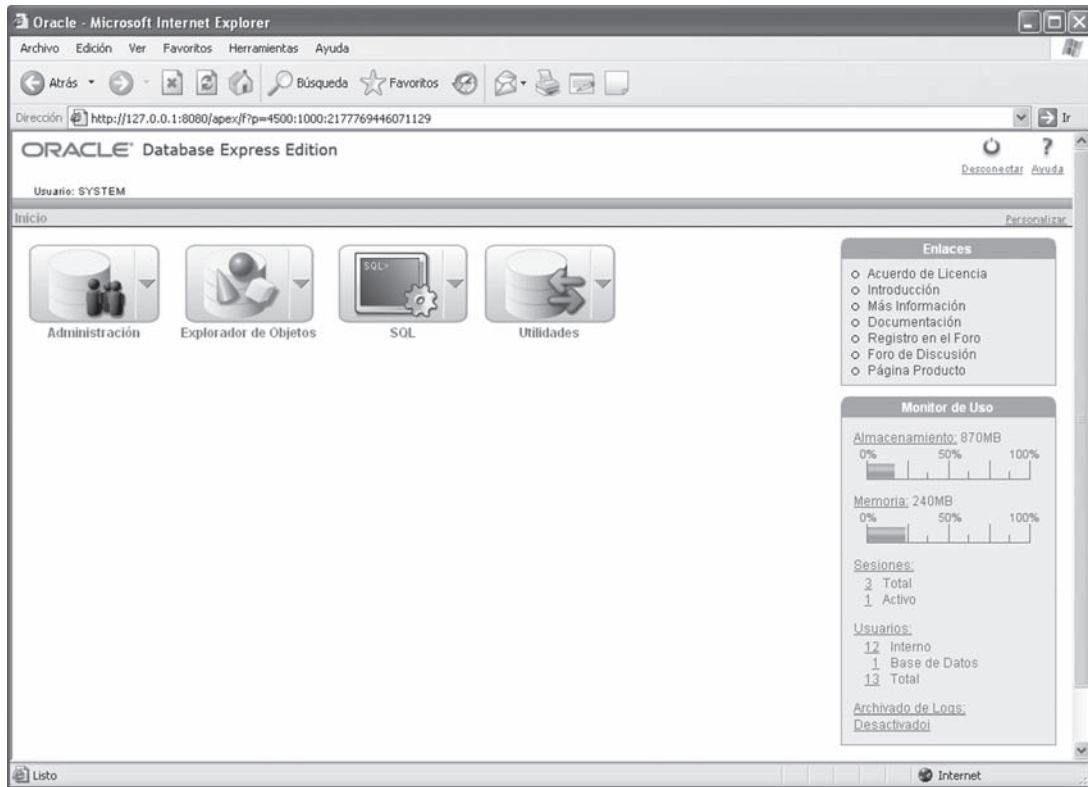 Oracle - Microsoft Internet Explorer
Archivo Edición Ver Favoritos Herramientas Ayuda
Atrás Búsqueda Favoritos
Dirección http://127.0.0.1:8080/apex/f?p=4500:1000:2177769446071129 Ir
ORACLE Database Express Edition
Desconectar Ayuda
Usuario: SYSTEM
Inicio Personalizar
SQL>
Administración Explorador de Objetos SQL Utilidades
Enlaces
Acuerdo de Licencia
Introducción
Más Información
Documentación
Registro en el Foro
Foro de Discusión
Página Producto
Monitor de Uso
Almacenamiento: 870MB
0% 50% 100%
Memoria: 240MB
0% 50% 100%
Sesiones:
3 Total
1 Activo
Usuarios:
12 Interno
1 Base de Datos
13 Total
Archivado de Logs:
Desactivadoi
Listo Internet